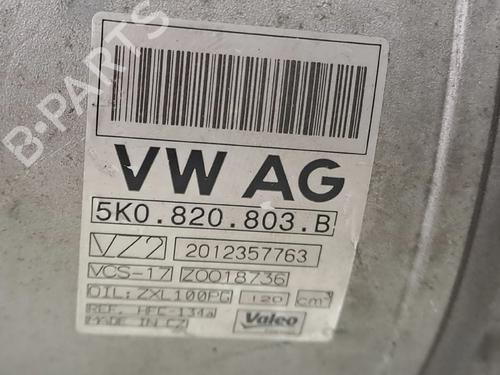 B-PARTS
VW AG
5K0.820.803.B
VZ2 2012357763
VCS-17 Z0018736
OIL: ZXL100PG 120 cm³
REF. HFC-134a
MADE IN CZ Valeo